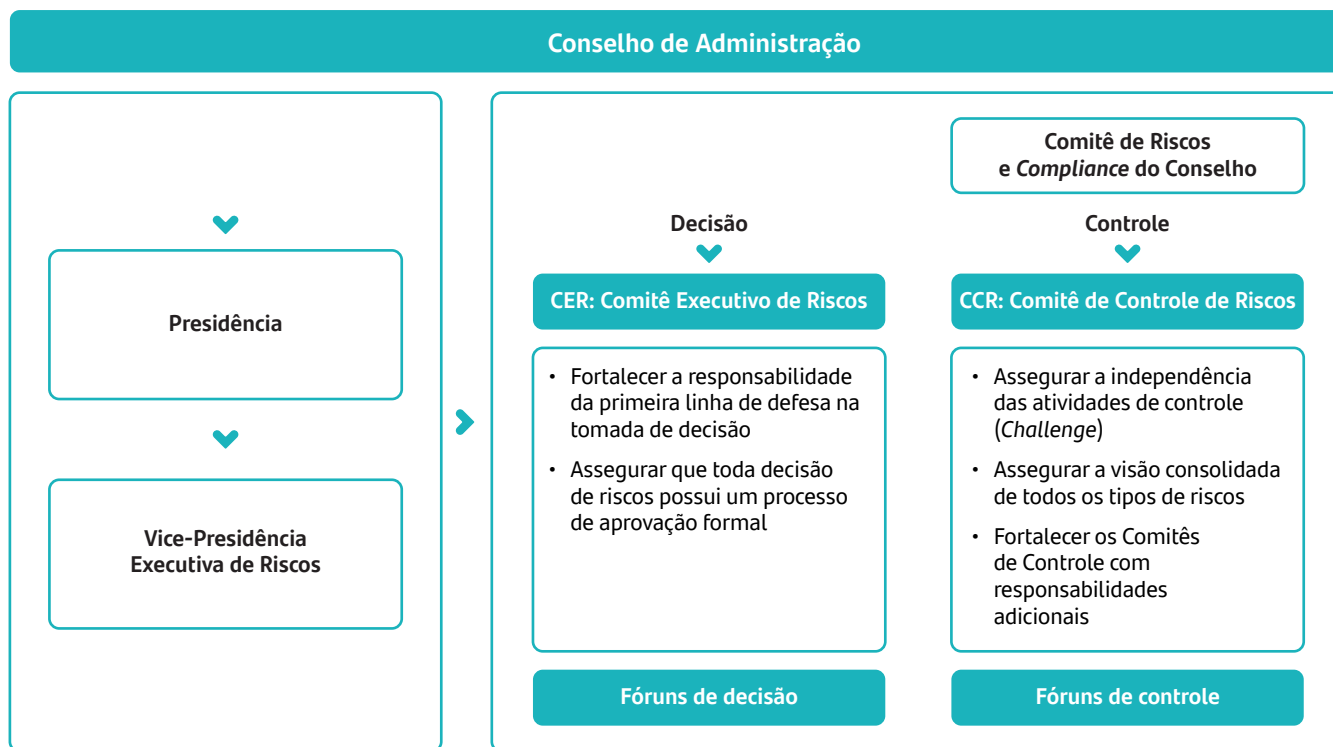 Conselho de Administração
Presidência
Vice-Presidência
Executiva de Riscos
Decisão
CER: Comitê Executivo de Riscos
• Fortalecer a responsabilidade
da primeira linha de defesa na
tomada de decisão
• Assegurar que toda decisão
de riscos possui um processo
de aprovação formal
Fóruns de decisão
Comitê de Riscos
e Compliance do Conselho
Controle
CCR: Comitê de Controle de Riscos
• Assegurar a independência
das atividades de controle
(Challenge)
• Assegurar a visão consolidada
de todos os tipos de riscos
• Fortalecer os Comitês
de Controle com
responsabilidades
adicionais
Fóruns de controle